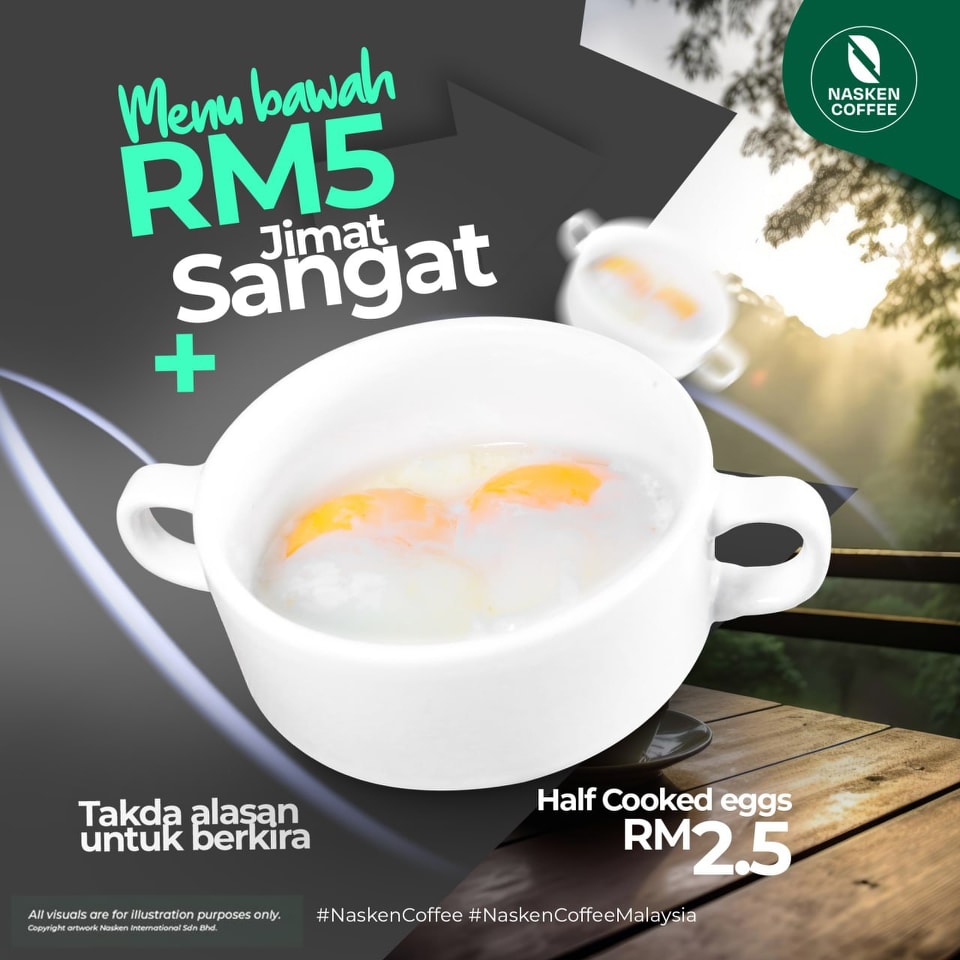 Menu bawah
RM5
Jimat
Sangat
+
NASKEN
COFFEE
Takda alasan
untuk berkira
Half Cooked eggs
RM2.5
All visuals are for illustration purposes only.
Copyright artwork Nasken International Sdn Bhd.
#NaskenCoffee #NaskenCoffeeMalaysia